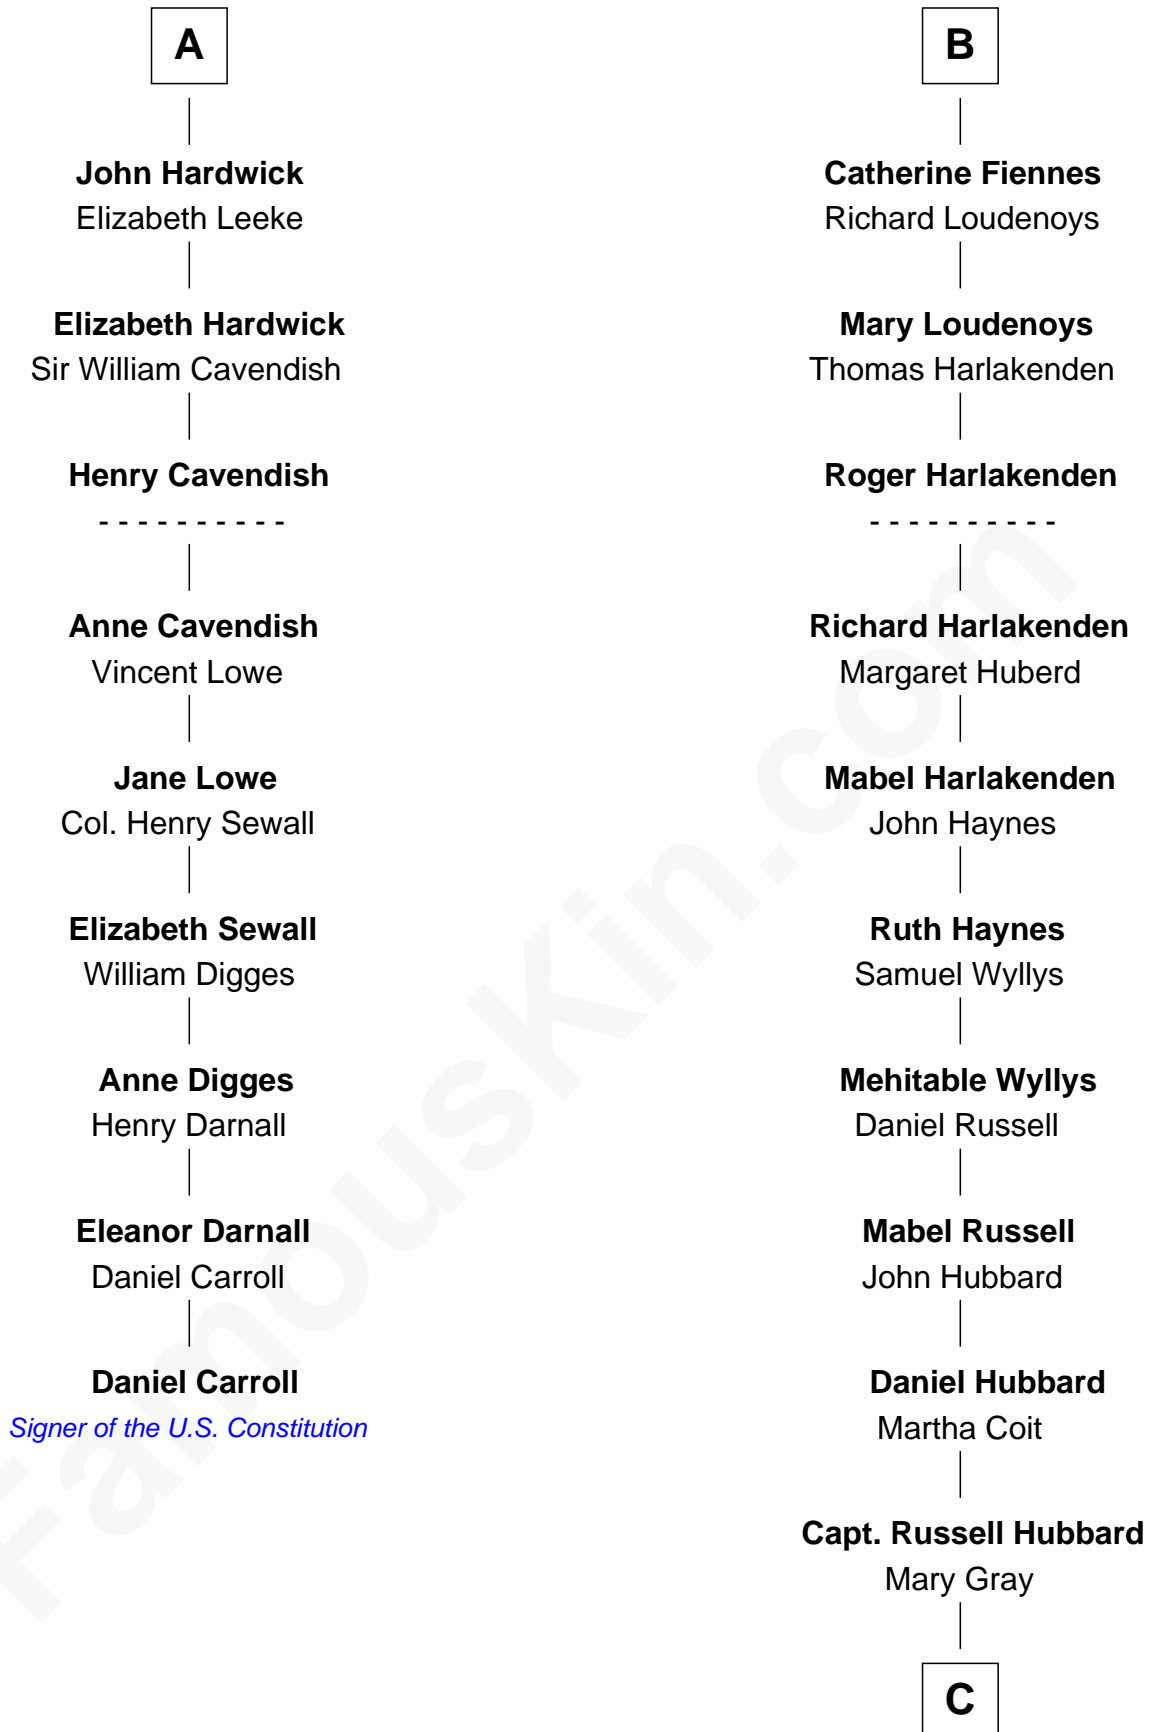 A
John Hardwick
Elizabeth Leeke
Elizabeth Hardwick
Sir William Cavendish
Henry Cavendish
- - - - - - - - - -
Anne Cavendish
Vincent Lowe
Jane Lowe
Col. Henry Sewall
Elizabeth Sewall
William Digges
Anne Digges
Henry Darnall
Eleanor Darnall
Daniel Carroll
Daniel Carroll
Signer of the U.S. Constitution
B
Catherine Fiennes
Richard Loudenoys
Mary Loudenoys
Thomas Harlakenden
Roger Harlakenden
- - - - - - - - - -
Richard Harlakenden
Margaret Huberd
Mabel Harlakenden
John Haynes
Ruth Haynes
Samuel Wyllys
Mehitable Wyllys
Daniel Russell
Mabel Russell
John Hubbard
Daniel Hubbard
Martha Coit
Capt. Russell Hubbard
Mary Gray
C
FamousKin.com